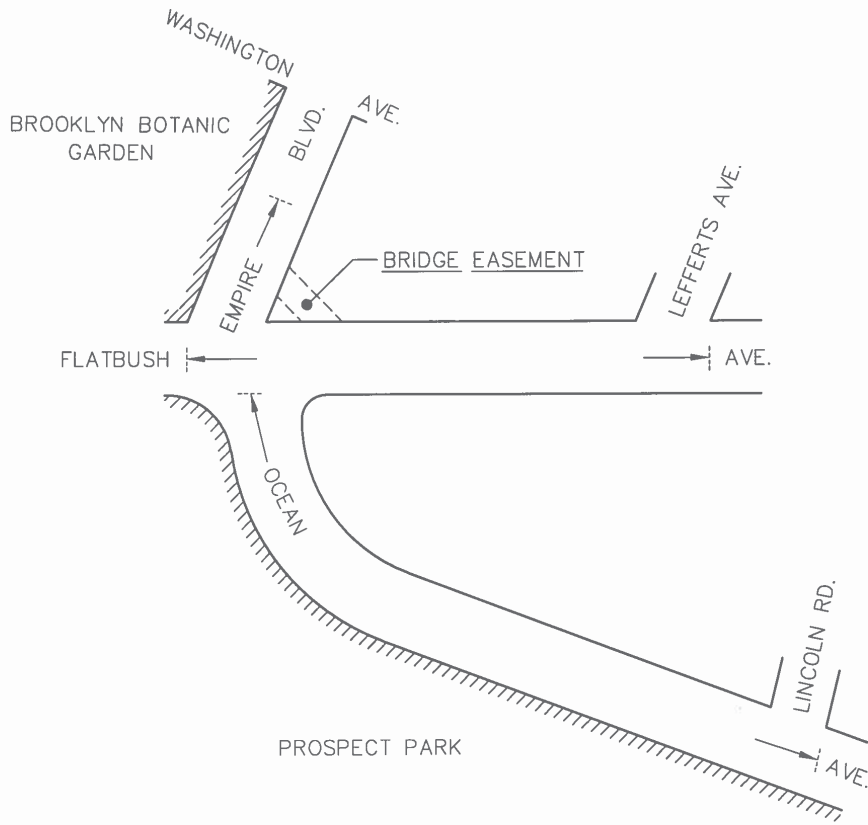 WASHINGTON
AVE.
BROOKLYN BOTANIC
GARDEN
EMPIRE
BLVD.
BRIDGE EASEMENT
LEFFERTS AVE.
FLATBUSH
AVE.
OCEAN
AVE.
LINCOLN RD.
PROSPECT PARK